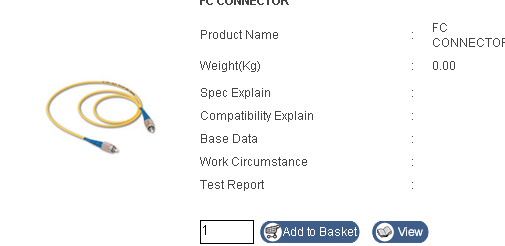 FC CONNECTOR
Product Name : FC
CONNECTOR
Weight(Kg) : 0.00
Spec Explain :
Compatibility Explain :
Base Data :
Work Circumstance :
Test Report :
1 Add to Basket View